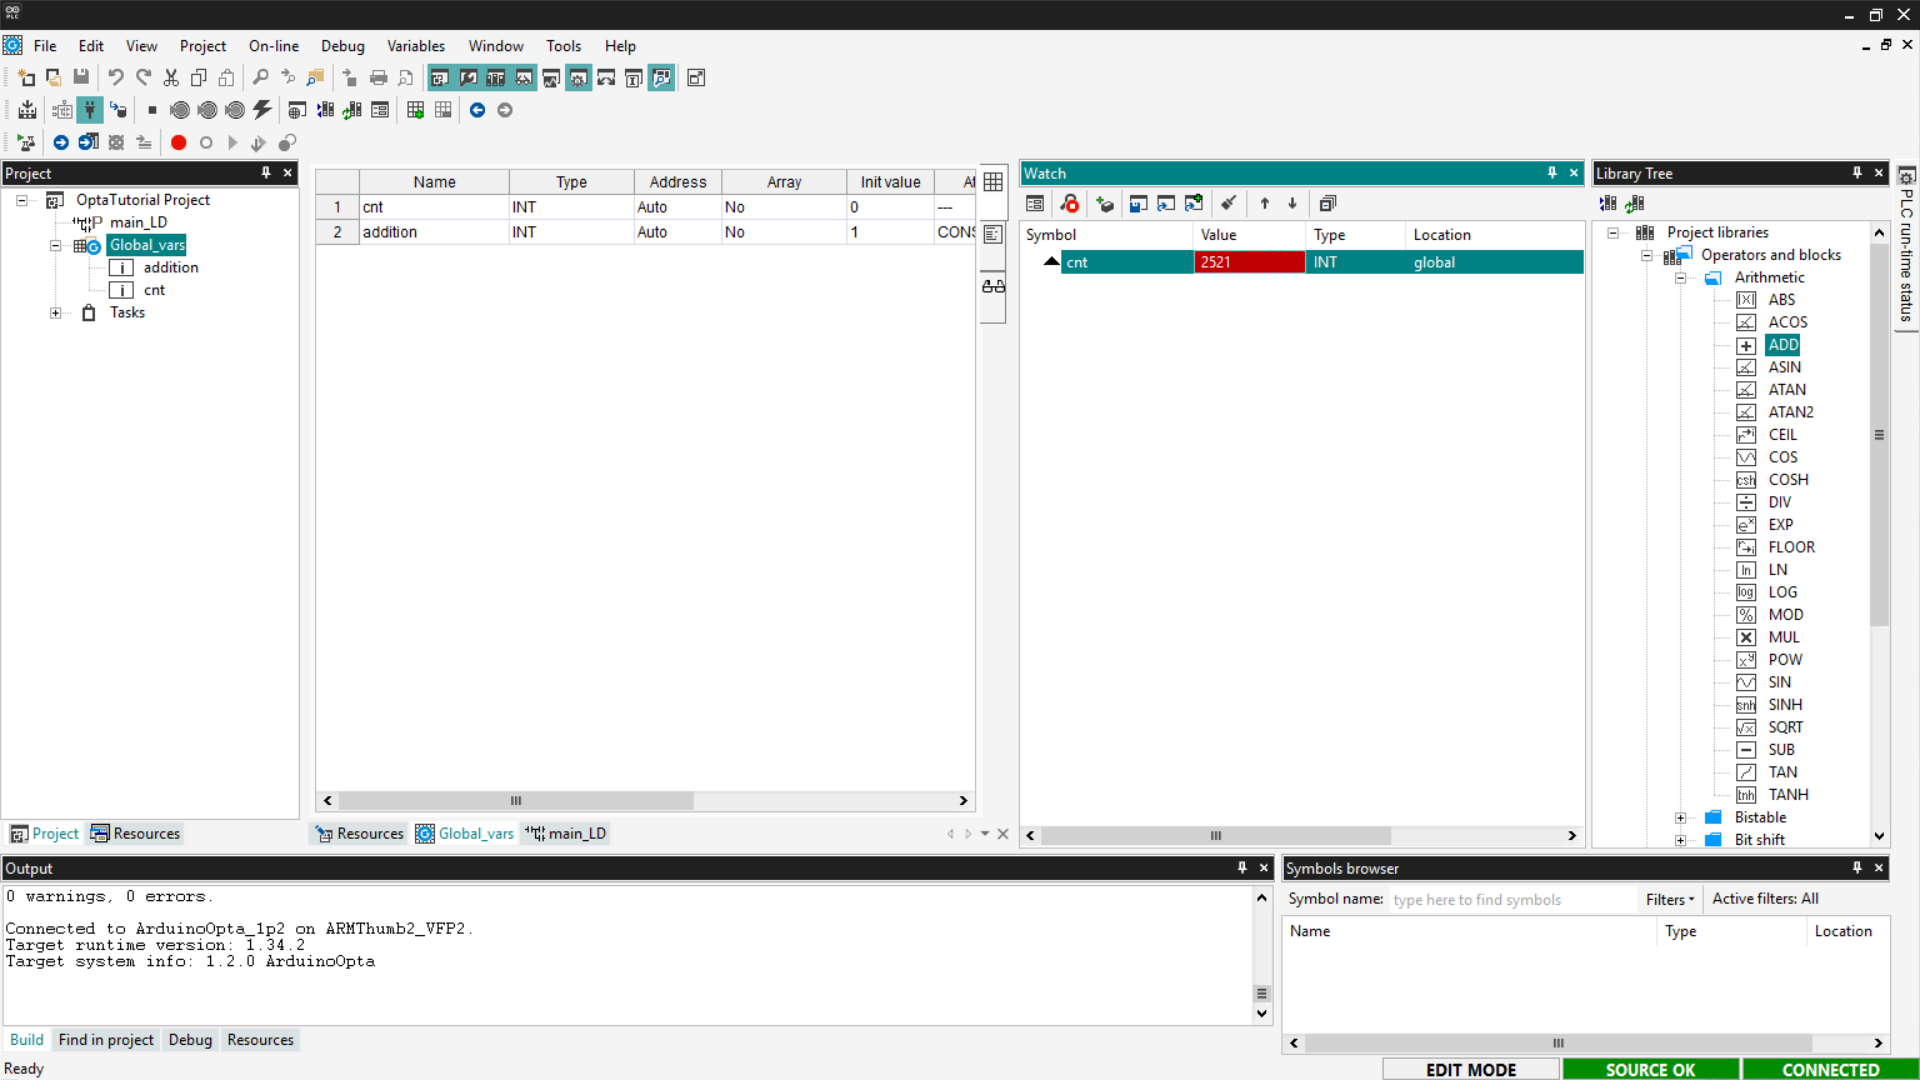 PLC
File Edit View Project On-line Debug Variables Window Tools Help
Project
OptaTutorial Project
main_LD
Global_vars
addition
cnt
Tasks
Project Resources
Name Type Address Array Init value At
1 cnt INT Auto No 0 ---
2 addition INT Auto No 1 CONS
Resources Global_vars main_LD
Watch
Symbol Value Type Location
cnt 2521 INT global
Library Tree
Project libraries
Operators and blocks
Arithmetic
ABS
ACOS
ADD
ASIN
ATAN
ATAN2
CEIL
COS
csh COSH
DIV
EXP
FLOOR
ln LN
log LOG
MOD
MUL
POW
SIN
snh SINH
SQRT
SUB
TAN
tnh TANH
Bistable
Bit shift
PLC run-time status
Output
0 warnings, 0 errors.
Connected to ArduinoOpta_1p2 on ARMThumb2_VFP2.
Target runtime version: 1.34.2
Target system info: 1.2.0 ArduinoOpta
Build Find in project Debug Resources
Symbols browser
Symbol name: type here to find symbols Filters Active filters: All
Name Type Location
Ready
EDIT MODE SOURCE OK CONNECTED